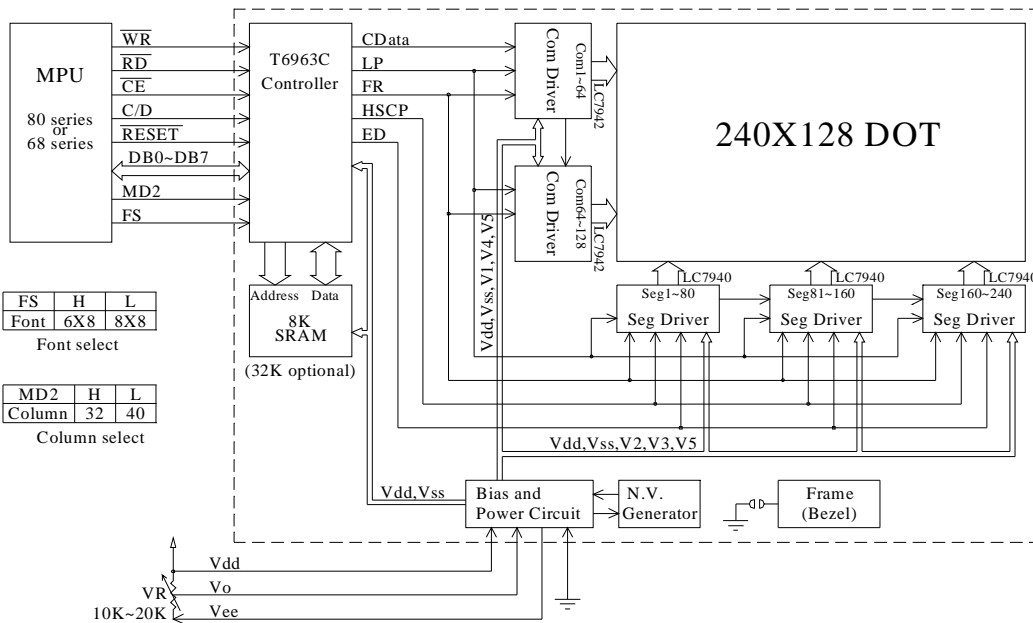 MPU
80 series
or
68 series
WR
RD
CE
C/D
RESET
DB0~DB7
MD2
FS
T6963C
Controller
CData
LP
FR
HSCP
ED
Com Driver
Com1~64
LC7942
Com Driver
Com64~128
LC7942
240X128 DOT
Vdd,Vss,V1,V4,V5
LC7940
LC7940
LC7940
Seg1~80
Seg Driver
Seg81~160
Seg Driver
Seg160~240
Seg Driver
Address Data
8K
SRAM
(32K optional)
FS H L
Font 6X8 8X8
Font select
MD2 H L
Column 32 40
Column select
Vdd,Vss,V2,V3,V5
Vdd,Vss
Bias and
Power Circuit
N.V.
Generator
Frame
(Bezel)
Vdd
VR
Vo
10K~20K
Vee